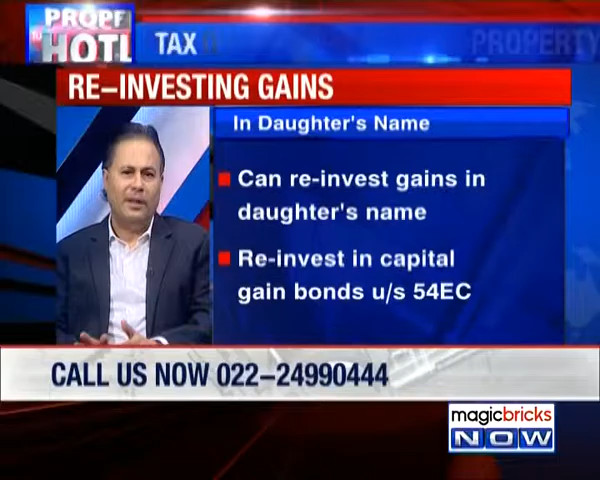 PROPE
HOTL
TAX
PROPERTY
RE-INVESTING GAINS
In Daughter's Name
Can re-invest gains in
daughter's name
Re-invest in capital
gain bonds u/s 54EC
CALL US NOW 022-24990444
magicbricks
NOW